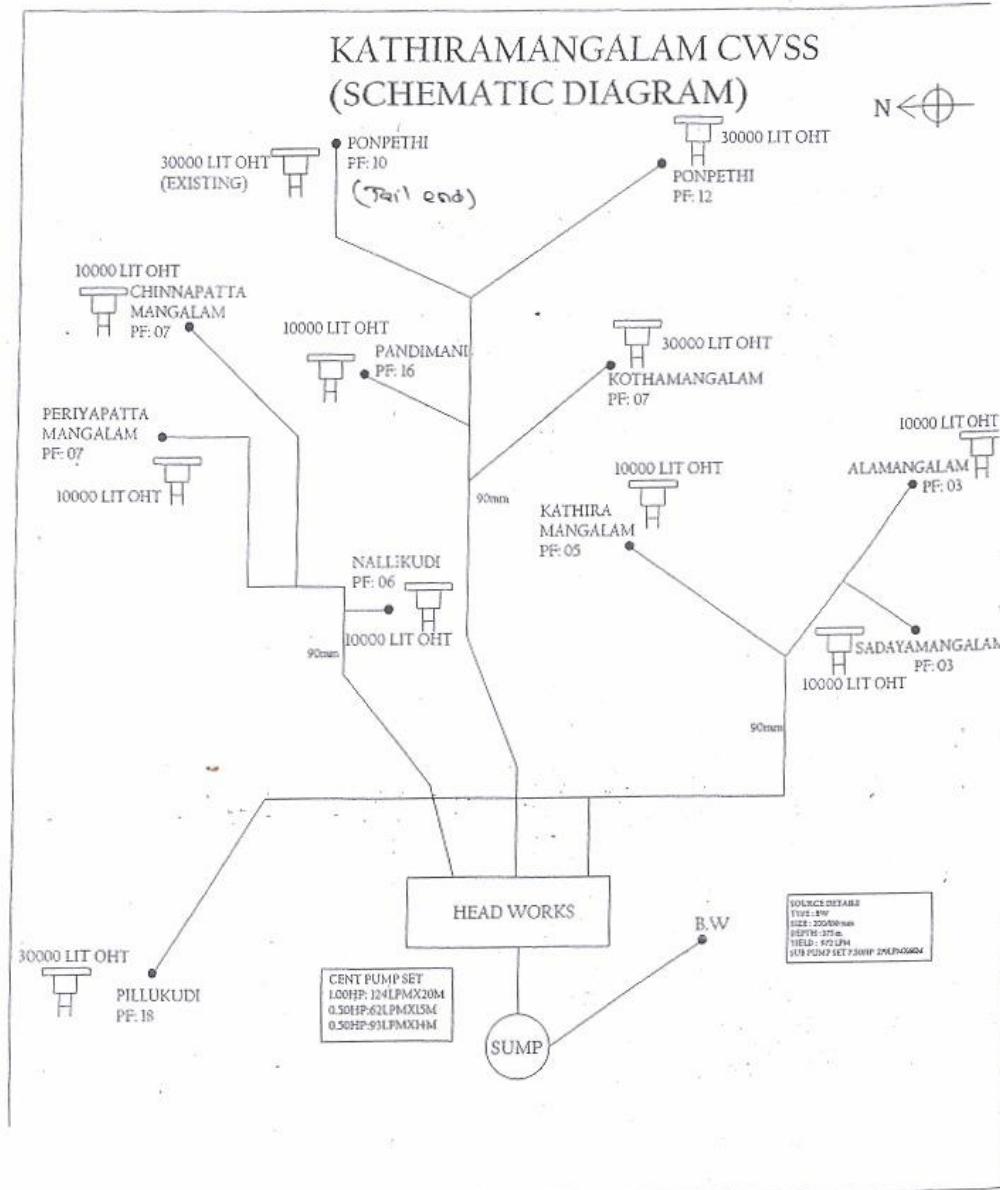 KATHIRAMANGALAM CWSS
(SCHEMATIC DIAGRAM)
N
30000 LIT OHT
(EXISTING)
PONPETHI
PF: 10
(Tail end)
30000 LIT OHT
PONPETHI
PF: 12
10000 LIT OHT
CHINNAPATTA
MANGALAM
PF: 07
10000 LIT OHT
PANDIMANI
PF: 16
30000 LIT OHT
KOTHAMANGALAM
PF: 07
PERIYAPATTA
MANGALAM
PF: 07
10000 LIT OHT
10000 LIT OHT
ALAMANGALAM
PF: 03
10000 LIT OHT
KATHIRA
MANGALAM
PF: 05
90mm
NALLIKUDI
PF: 06
10000 LIT OHT
90mm
SADAYAMANGALAM
PF: 03
10000 LIT OHT
90mm
HEAD WORKS
B.W
SOURCE DETAILS
TYPE : BW
DEPTH : 275 m
30000 LIT OHT
PILLUKUDI
PF: 18
CENT PUMP SET
1.00HP: 124LPMX20M
0.50HP:62LPMX15M
0.50HP:93LPMX14M
SUMP